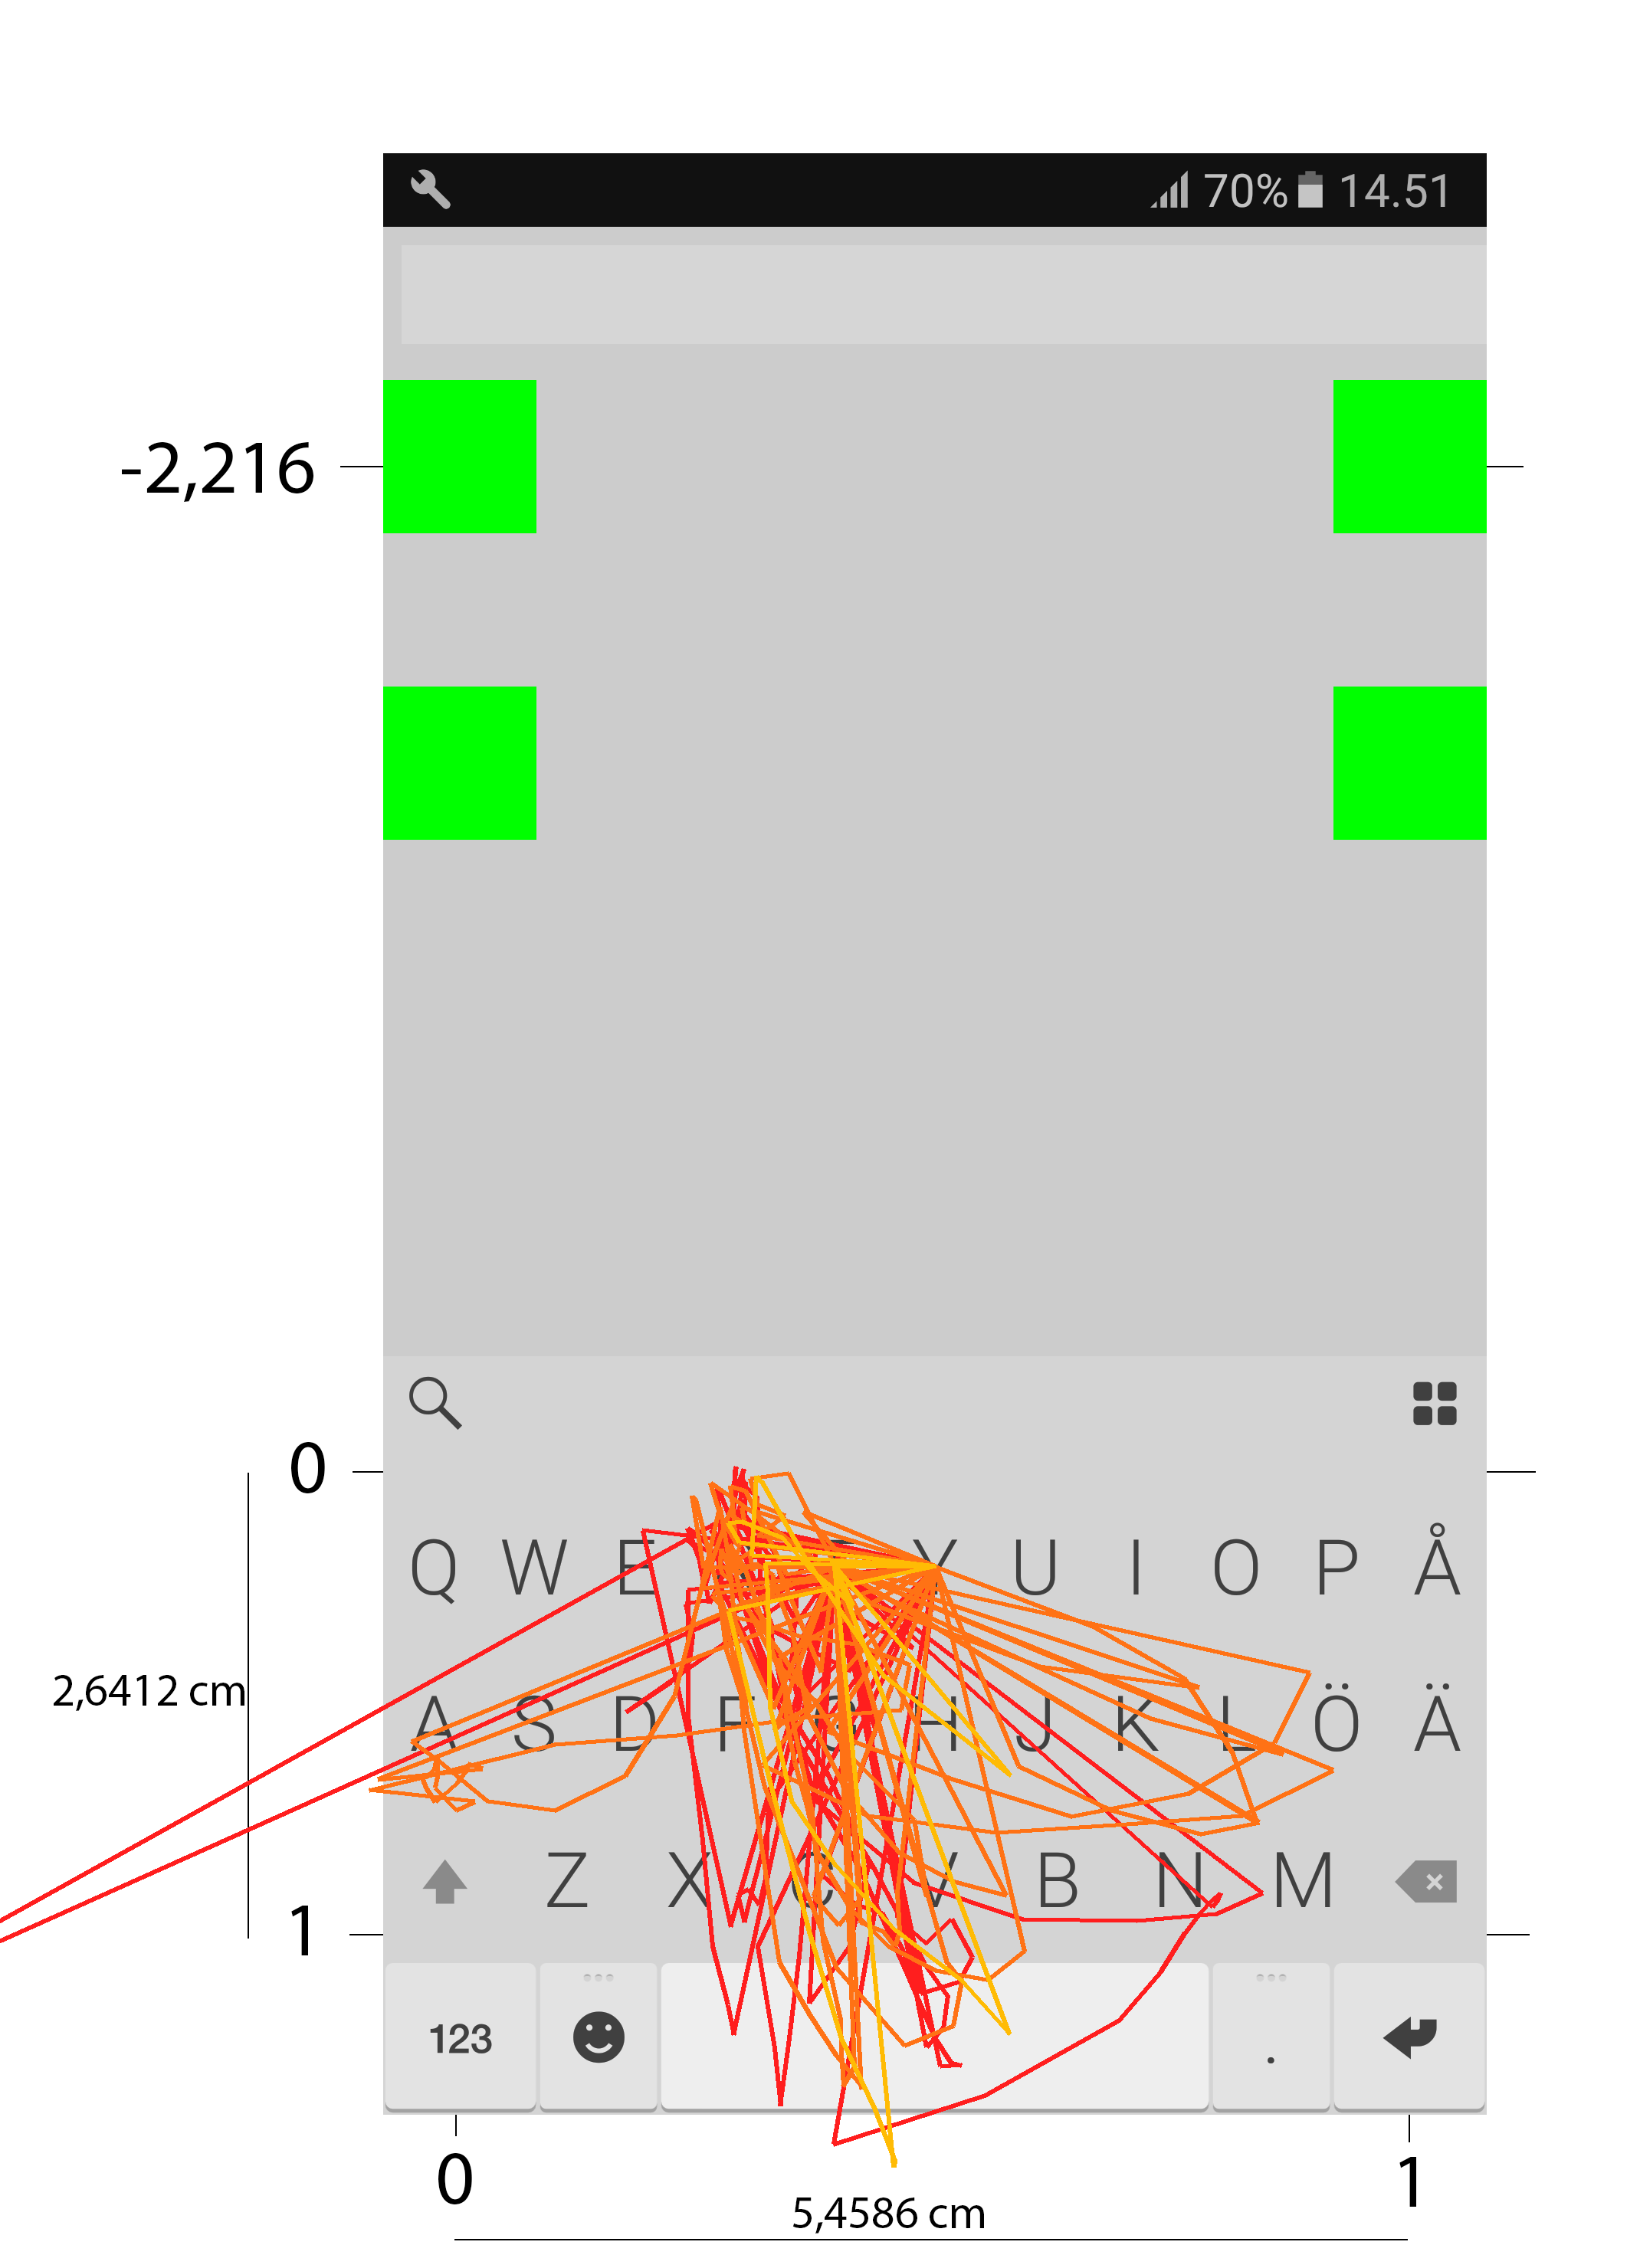 70% 14.51
-2,216
0
Q W E Y U I O P Å
2,6412 cm
A S D F G H J K L Ö Ä
Z X C V B N M
1
123 .
0 1
5,4586 cm